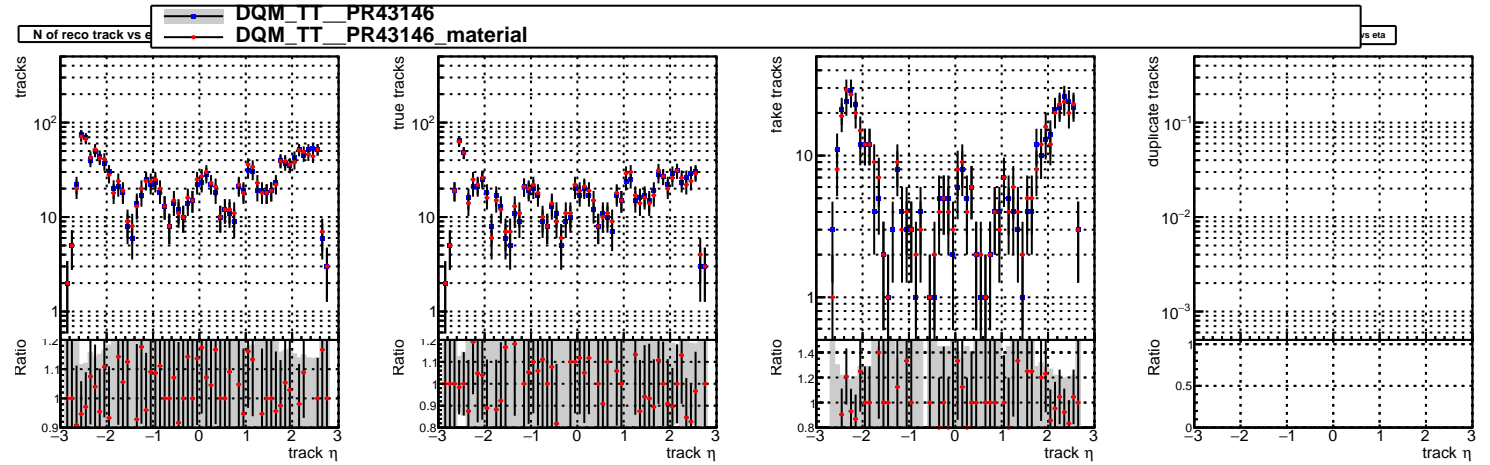 DQM_TT__PR43146
DQM_TT__PR43146_material
N of reco track vs e
vs eta
tracks
10²
10
1
Ratio
1.2
1.1
1
0.9
−3 −2 −1 0 1 2 3
track η
true tracks
10²
10
1
Ratio
1.2
1.1
1
0.9
0.8
−3 −2 −1 0 1 2 3
track η
fake tracks
10
1
Ratio
1.4
1.2
1
0.8
−3 −2 −1 0 1 2 3
track η
duplicate tracks
10⁻¹
10⁻²
10⁻³
Ratio
1
0.5
0
−3 −2 −1 0 1 2 3
track η